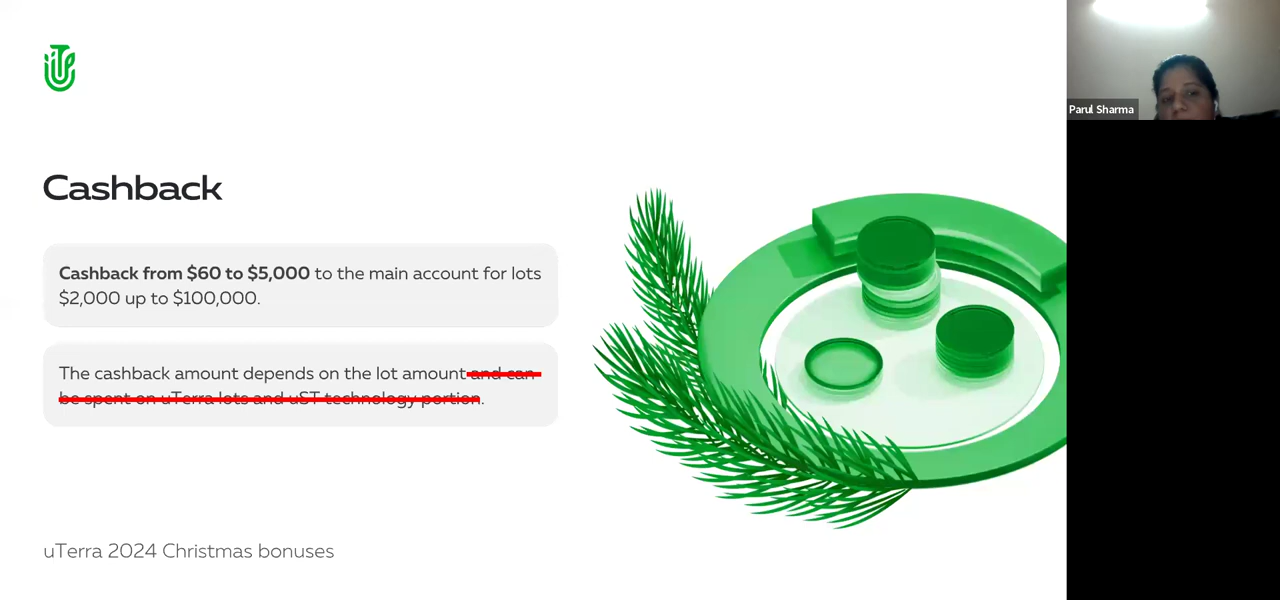 Cashback
Cashback from $60 to $5,000 to the main account for lots
$2,000 up to $100,000.
The cashback amount depends on the lot amount and can
be spent on uTerra lots and uST technology portion.
uTerra 2024 Christmas bonuses
Parul Sharma